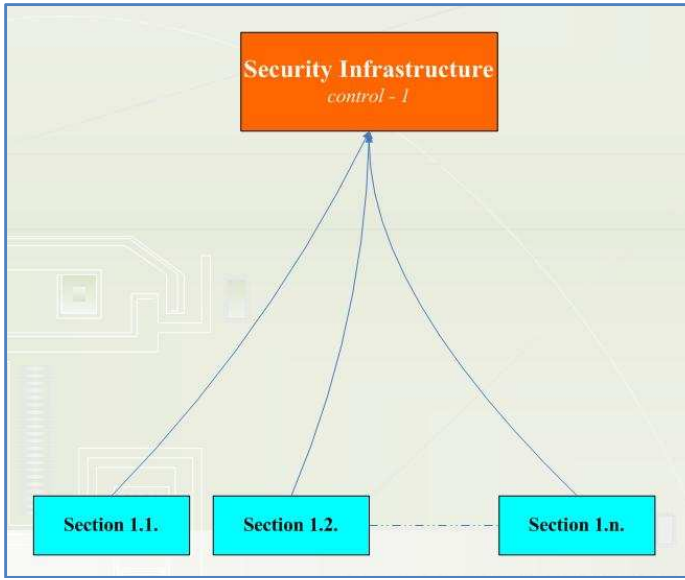 Security Infrastructure
control - 1
Section 1.1.
Section 1.2.
Section 1.n.